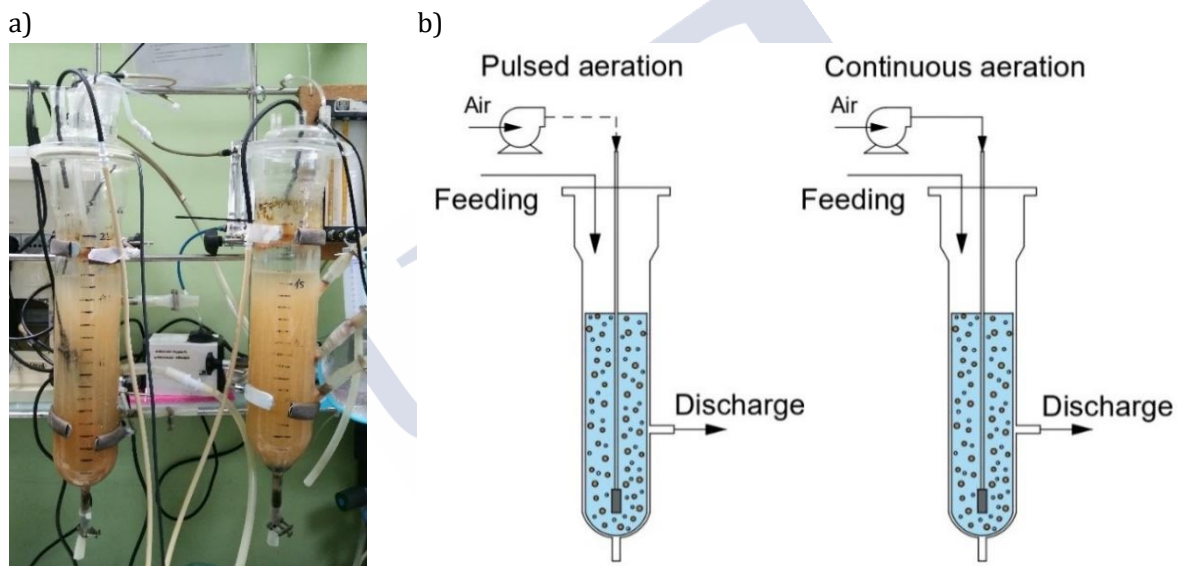 a)
b)
Pulsed aeration
Continuous aeration
Air
Air
Feeding
Feeding
Discharge
Discharge